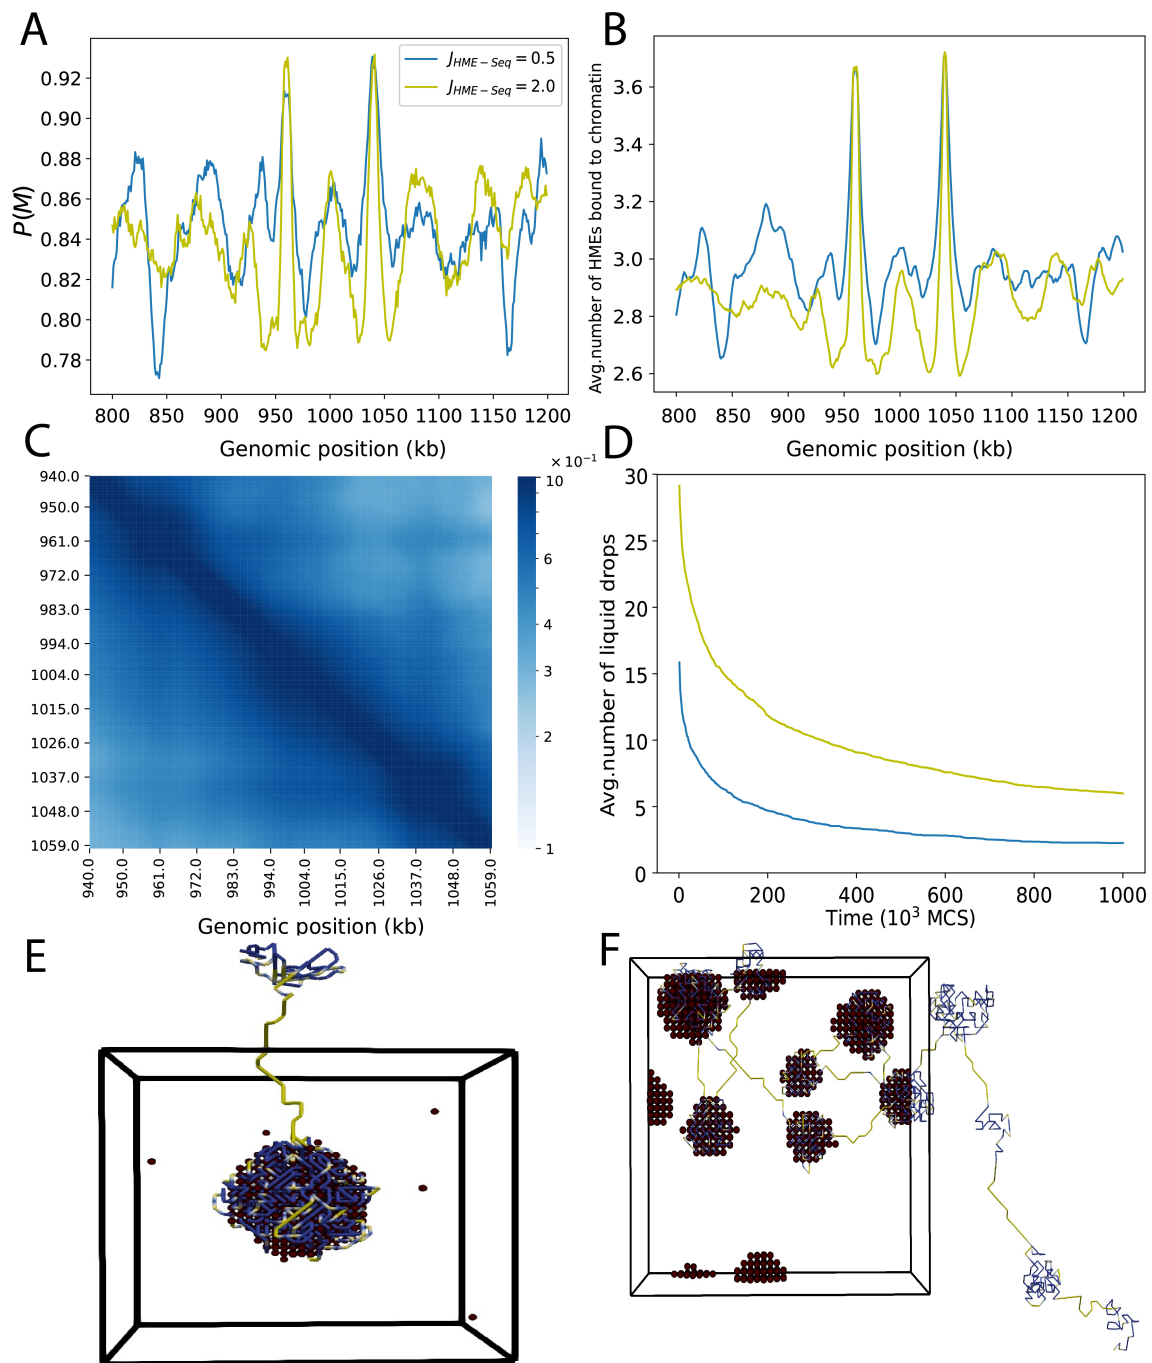 A
J_HME−Seq = 0.5
J_HME−Seq = 2.0
P(M)
0.92
0.90
0.88
0.86
0.84
0.82
0.80
0.78
800 850 900 950 1000 1050 1100 1150 1200
Genomic position (kb)
B
Avg.number of HMEs bound to chromatin
3.6
3.4
3.2
3.0
2.8
2.6
800 850 900 950 1000 1050 1100 1150 1200
Genomic position (kb)
C
× 10⁻¹
940.0
950.0
961.0
972.0
983.0
994.0
1004.0
1015.0
1026.0
1037.0
1048.0
1059.0
940.0 950.0 961.0 972.0 983.0 994.0 1004.0 1015.0 1026.0 1037.0 1048.0 1059.0
Genomic position (kb)
10
6
4
3
2
1
D
Avg.number of liquid drops
30
25
20
15
10
5
0
0 200 400 600 800 1000
Time (10³ MCS)
E
F